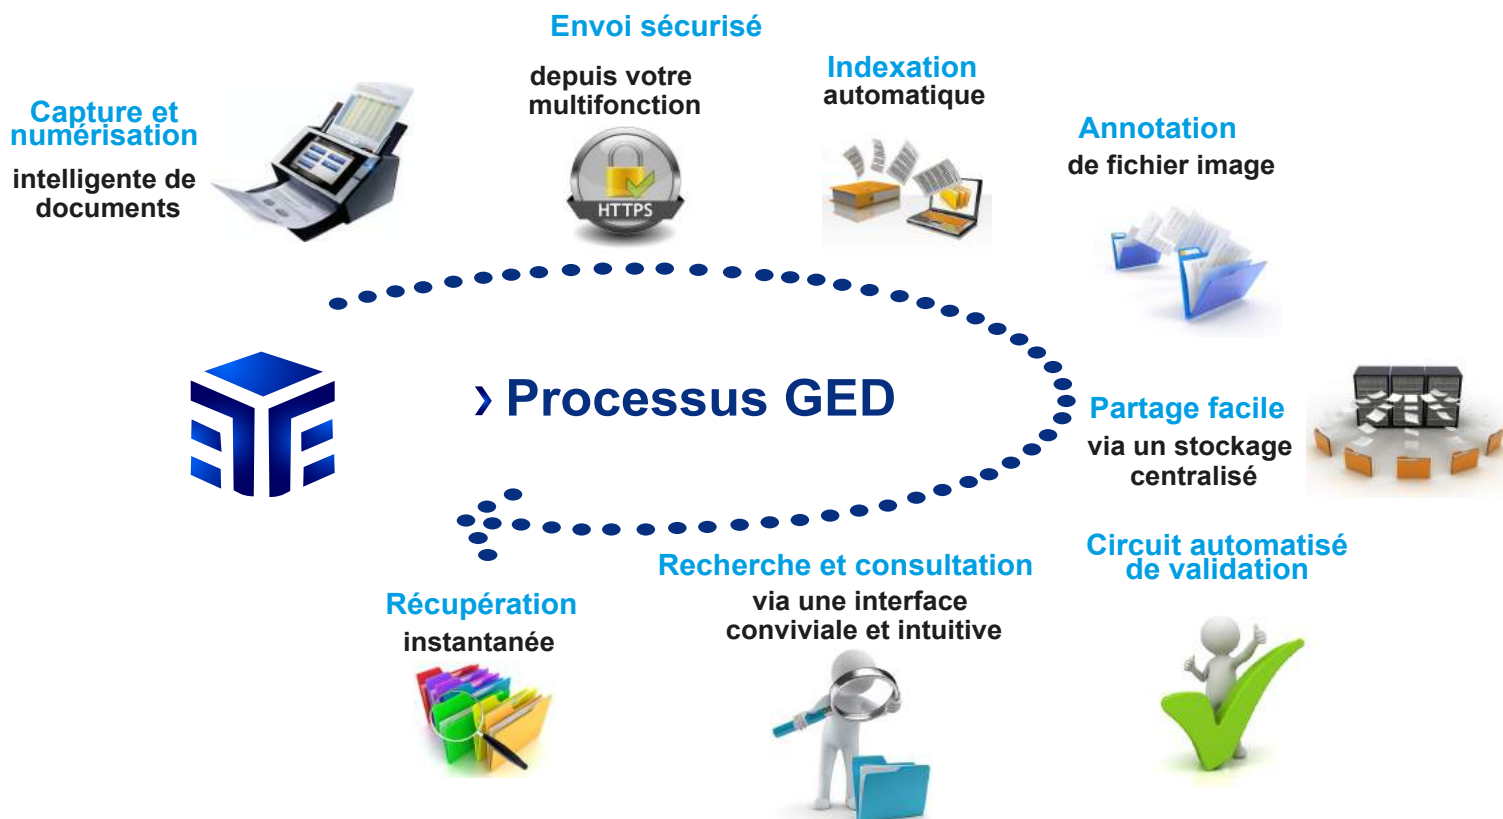 Envoi sécurisé
depuis votre
multifonction
Capture et
numérisation
intelligente de
documents
HTTPS
Indexation
automatique
Annotation
de fichier image
› Processus GED
Partage facile
via un stockage
centralisé
Circuit automatisé
de validation
Recherche et consultation
via une interface
conviviale et intuitive
Récupération
instantanée